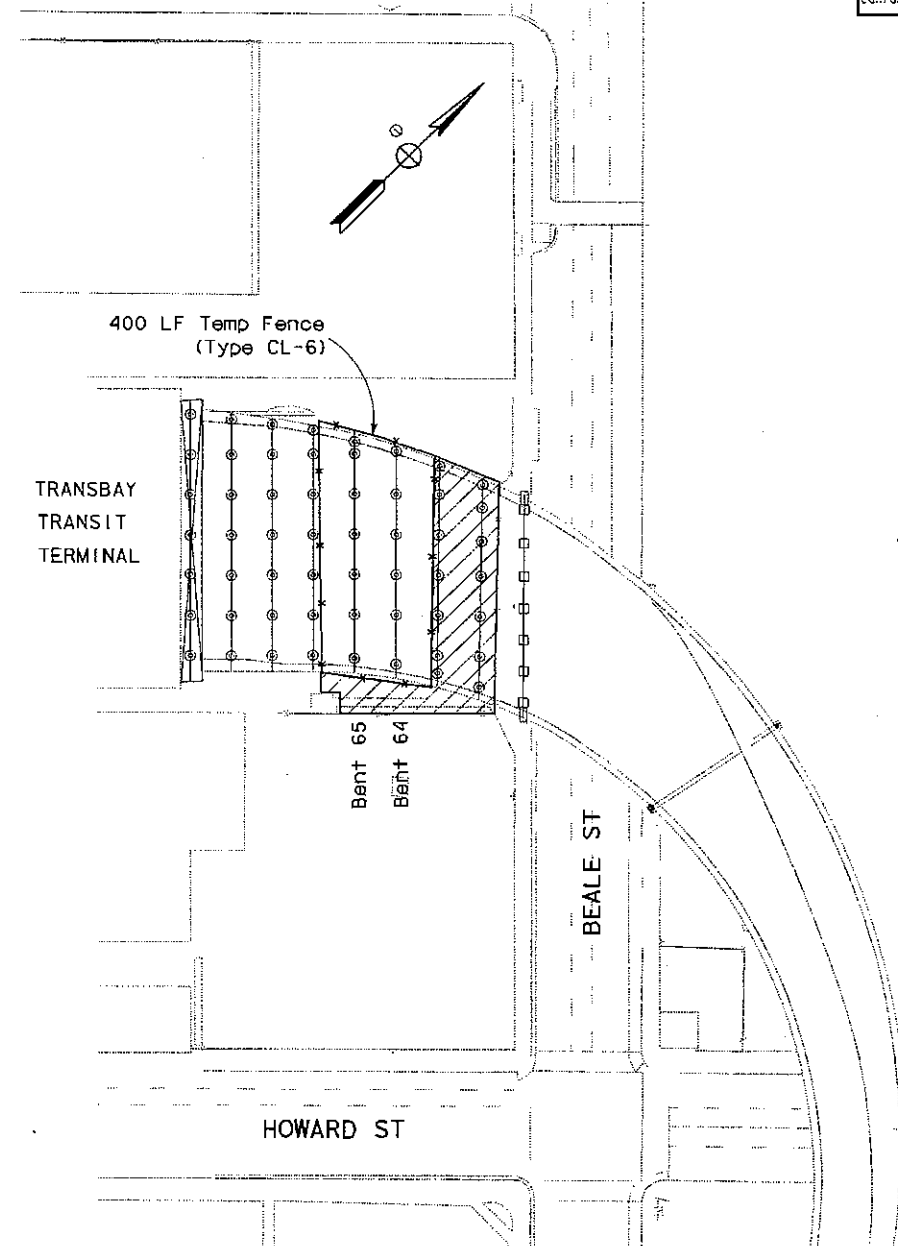 400 LF Temp Fence
(Type CL-6)
TRANSBAY
TRANSIT
TERMINAL
Bent 65
Bent 64
BEALE ST
HOWARD ST